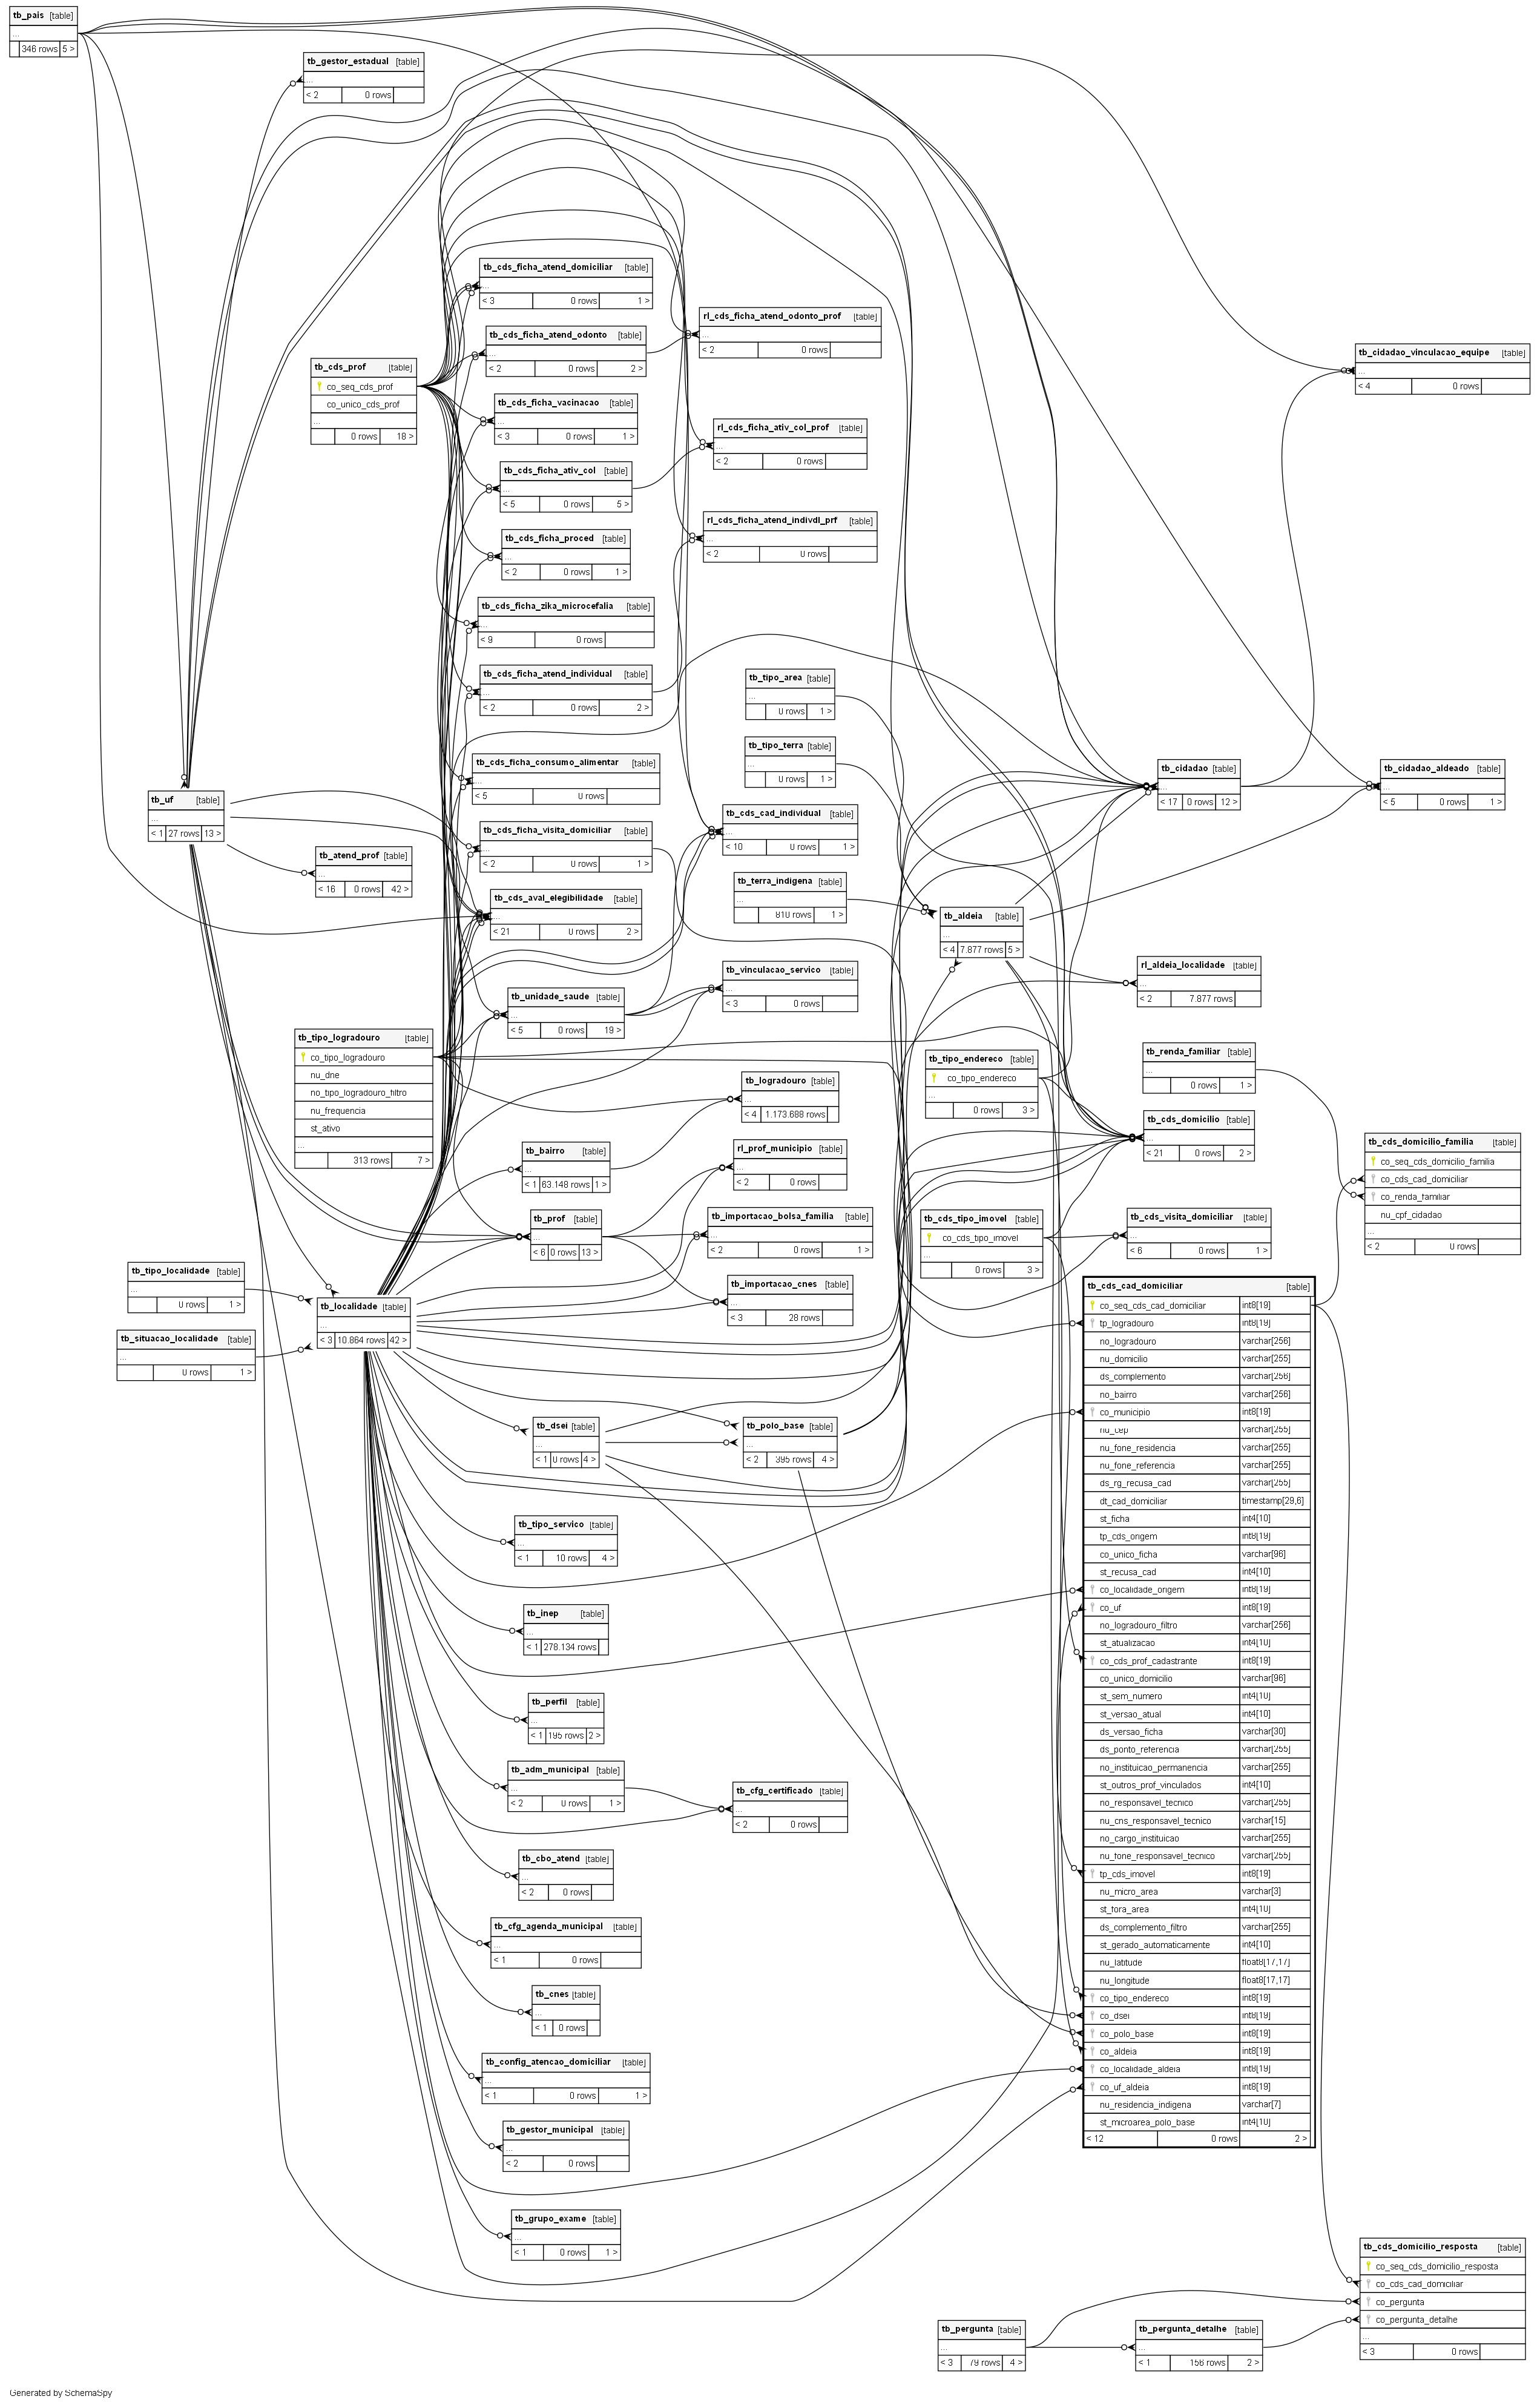 tb_pais [table]
...
346 rows 5 >
tb_gestor_estadual [table]
...
< 2 0 rows
tb_cds_ficha_atend_domiciliar [table]
...
< 3 0 rows 1 >
tb_cds_ficha_atend_odonto [table]
...
< 2 0 rows 2 >
rl_cds_ficha_atend_odonto_prof [table]
...
< 2 0 rows
tb_cidadao_vinculacao_equipe [table]
...
< 4 0 rows
tb_cds_prof [table]
co_seq_cds_prof
co_unico_cds_prof
...
0 rows 18 >
tb_cds_ficha_vacinacao [table]
...
< 3 0 rows 1 >
rl_cds_ficha_ativ_col_prof [table]
...
< 2 0 rows
tb_cds_ficha_ativ_col [table]
...
< 5 0 rows 5 >
rl_cds_ficha_atend_indivdl_prf [table]
...
< 2 0 rows
tb_cds_ficha_proced [table]
...
< 2 0 rows 1 >
tb_cds_ficha_zika_microcefalia [table]
...
< 9 0 rows
tb_cds_ficha_atend_individual [table]
...
< 2 0 rows 2 >
tb_tipo_area [table]
...
0 rows 1 >
tb_tipo_terra [table]
...
0 rows 1 >
tb_cds_ficha_consumo_alimentar [table]
...
< 5 0 rows
tb_cidadao [table]
...
< 17 0 rows 12 >
tb_cidadao_aldeado [table]
...
< 5 0 rows 1 >
tb_uf [table]
...
< 1 27 rows 13 >
tb_cds_cad_individual [table]
...
< 10 0 rows 1 >
tb_cds_ficha_visita_domiciliar [table]
...
< 2 0 rows 1 >
tb_atend_prof [table]
...
< 16 0 rows 42 >
tb_terra_indigena [table]
...
610 rows 1 >
tb_cds_aval_elegibilidade [table]
...
< 21 0 rows 2 >
tb_aldeia [table]
...
< 4 7.877 rows 5 >
rl_aldeia_localidade [table]
...
< 2 7.877 rows
tb_vinculacao_servico [table]
...
< 3 0 rows
tb_unidade_saude [table]
...
< 5 0 rows 19 >
tb_tipo_logradouro [table]
co_tipo_logradouro
nu_dne
no_tipo_logradouro_filtro
nu_frequencia
st_ativo
...
313 rows 7 >
tb_renda_familiar [table]
...
0 rows 1 >
tb_tipo_endereco [table]
co_tipo_endereco
...
0 rows 3 >
tb_logradouro [table]
...
< 4 1.173.688 rows
tb_cds_domicilio [table]
...
< 21 0 rows 2 >
tb_cds_domicilio_familia [table]
co_seq_cds_domicilio_familia
co_cds_cad_domiciliar
co_renda_familiar
nu_cpf_cidadao
...
< 2 0 rows
tb_bairro [table]
...
< 1 63.148 rows 1 >
rl_prof_municipio [table]
...
< 2 0 rows
tb_prof [table]
...
< 6 0 rows 13 >
tb_importacao_bolsa_familia [table]
...
< 2 0 rows 1 >
tb_cds_tipo_imovel [table]
co_cds_tipo_imovel
...
0 rows 3 >
tb_cds_visita_domiciliar [table]
...
< 6 0 rows 1 >
tb_tipo_localidade [table]
...
0 rows 1 >
tb_importacao_cnes [table]
...
< 3 28 rows
tb_localidade [table]
...
< 3 10.864 rows 42 >
tb_situacao_localidade [table]
...
0 rows 1 >
tb_cds_cad_domiciliar [table]
co_seq_cds_cad_domiciliar int8[19]
tp_logradouro int8[19]
no_logradouro varchar[256]
nu_domicilio varchar[255]
ds_complemento varchar[256]
no_bairro varchar[256]
co_municipio int8[19]
nu_cep varchar[255]
nu_fone_residencia varchar[255]
nu_fone_referencia varchar[255]
ds_rg_recusa_cad varchar[255]
dt_cad_domiciliar timestamp[29,6]
st_ficha int4[10]
tp_cds_origem int8[19]
co_unico_ficha varchar[96]
st_recusa_cad int4[10]
co_localidade_origem int8[19]
co_uf int8[19]
no_logradouro_filtro varchar[256]
st_atualizacao int4[10]
co_cds_prof_cadastrante int8[19]
co_unico_domicilio varchar[96]
st_sem_numero int4[10]
st_versao_atual int4[10]
ds_versao_ficha varchar[30]
ds_ponto_referencia varchar[255]
no_instituicao_permanencia varchar[255]
st_outros_prof_vinculados int4[10]
no_responsavel_tecnico varchar[255]
nu_cns_responsavel_tecnico varchar[15]
no_cargo_instituicao varchar[255]
nu_fone_responsavel_tecnico varchar[255]
tp_cds_imovel int8[19]
nu_micro_area varchar[3]
st_fora_area int4[10]
ds_complemento_filtro varchar[255]
st_gerado_automaticamente int4[10]
nu_latitude float8[17,17]
nu_longitude float8[17,17]
co_tipo_endereco int8[19]
co_dsei int8[19]
co_polo_base int8[19]
co_aldeia int8[19]
co_localidade_aldeia int8[19]
co_uf_aldeia int8[19]
nu_residencia_indigena varchar[7]
st_microarea_polo_base int4[10]
< 12 0 rows 2 >
tb_dsei [table]
...
< 1 0 rows 4 >
tb_polo_base [table]
...
< 2 395 rows 4 >
tb_tipo_servico [table]
...
< 1 10 rows 4 >
tb_inep [table]
...
< 1 278.134 rows
tb_perfil [table]
...
< 1 195 rows 2 >
tb_adm_municipal [table]
...
< 2 0 rows 1 >
tb_cfg_certificado [table]
...
< 2 0 rows
tb_cbo_atend [table]
...
< 2 0 rows
tb_cfg_agenda_municipal [table]
...
< 1 0 rows
tb_cnes [table]
...
< 1 0 rows
tb_config_atencao_domiciliar [table]
...
< 1 0 rows 1 >
tb_gestor_municipal [table]
...
< 2 0 rows
tb_grupo_exame [table]
...
< 1 0 rows 1 >
tb_cds_domicilio_resposta [table]
co_seq_cds_domicilio_resposta
co_cds_cad_domiciliar
co_pergunta
co_pergunta_detalhe
...
< 3 0 rows
tb_pergunta [table]
...
< 3 79 rows 4 >
tb_pergunta_detalhe [table]
...
< 1 156 rows 2 >
Generated by SchemaSpy